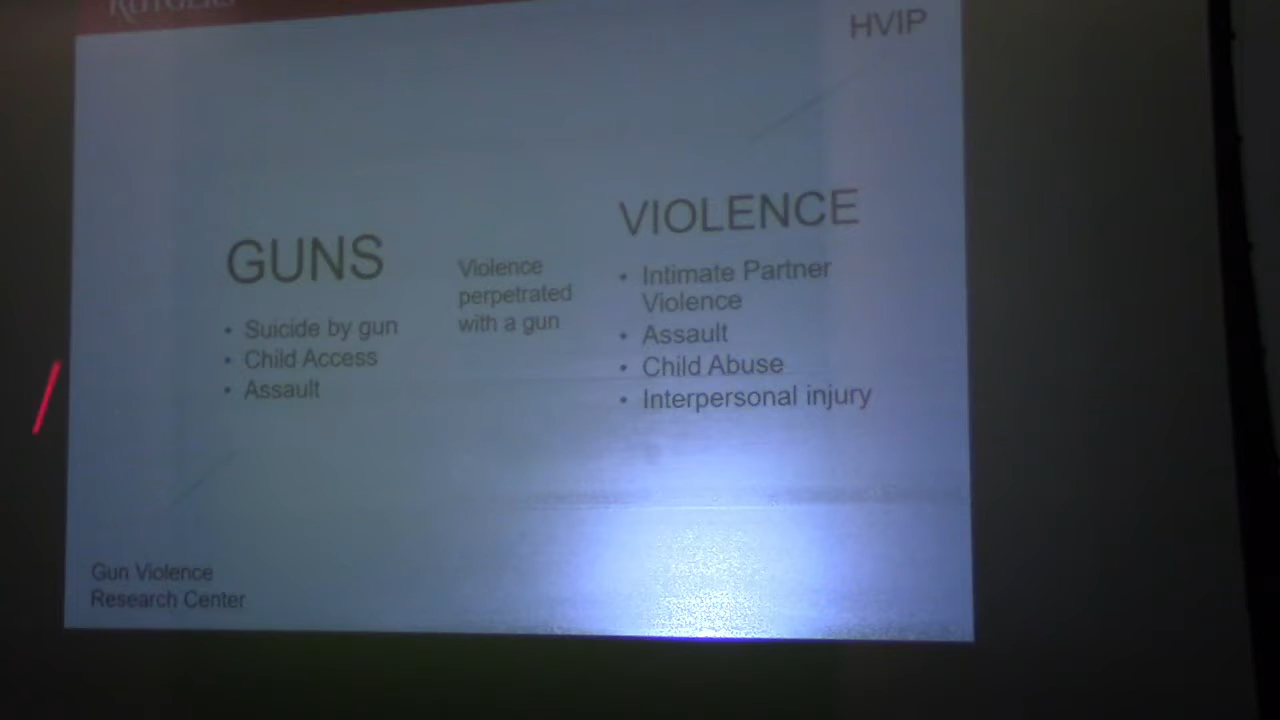 RUTGERS
HVIP
GUNS
• Suicide by gun
• Child Access
• Assault
Violence
perpetrated
with a gun
VIOLENCE
• Intimate Partner
Violence
• Assault
• Child Abuse
• Interpersonal injury
Gun Violence
Research Center